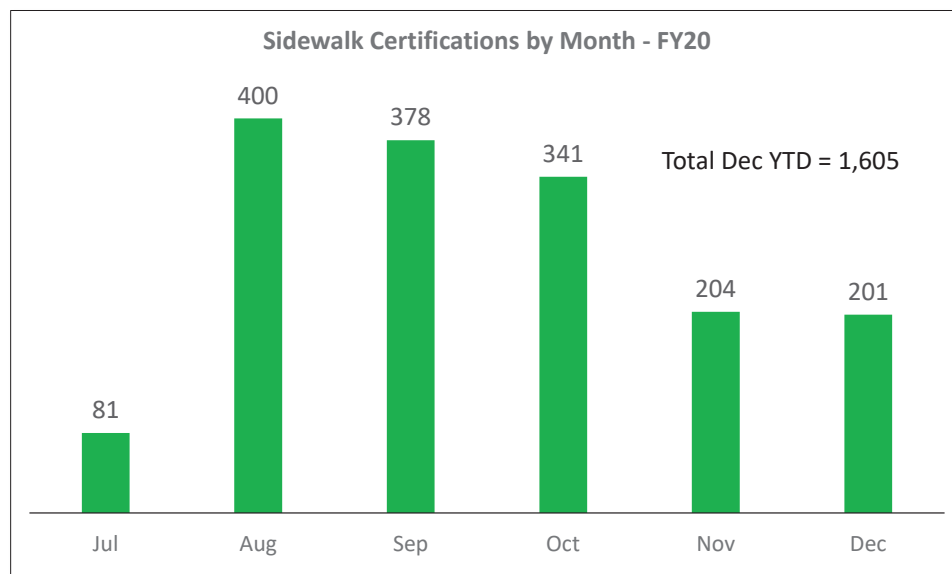 Sidewalk Certifications by Month - FY20
400
378
341
Total Dec YTD = 1,605
204
201
81
Jul Aug Sep Oct Nov Dec